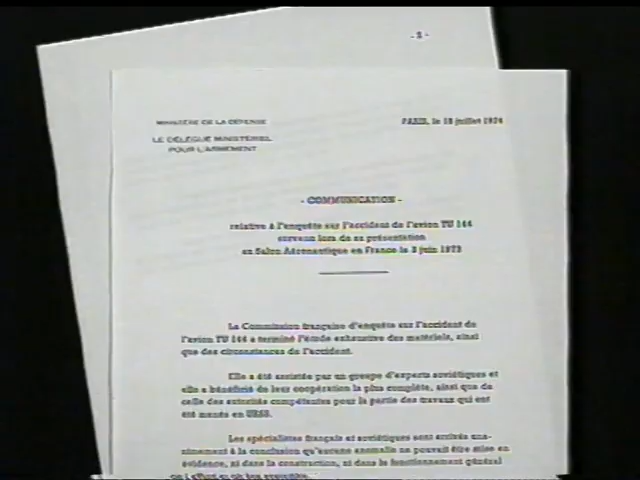 - 2 -
MINISTÈRE DE LA DÉFENSE
PARIS, le 18 juillet 1974
LE DÉLÉGUÉ MINISTÉRIEL
POUR L'ARMEMENT
- COMMUNICATION -
relative à l'enquête sur l'accident de l'avion TU 144
survenu lors de sa présentation
au Salon Aéronautique en France le 3 juin 1973
La Commission française d'enquête sur l'accident de
l'avion TU 144 a terminé l'étude exhaustive des matériels, ainsi
que des circonstances de l'accident.
Elle a été assistée par un groupe d'experts soviétiques et
elle a bénéficié de leur coopération la plus complète, ainsi que de
celle des autorités compétentes pour la partie des travaux qui ont
été menés en URSS.
Les spécialistes français et soviétiques sont arrivés una-
nimement à la conclusion qu'aucune anomalie ne pouvait être mise en
évidence, ni dans la construction, ni dans le fonctionnement général